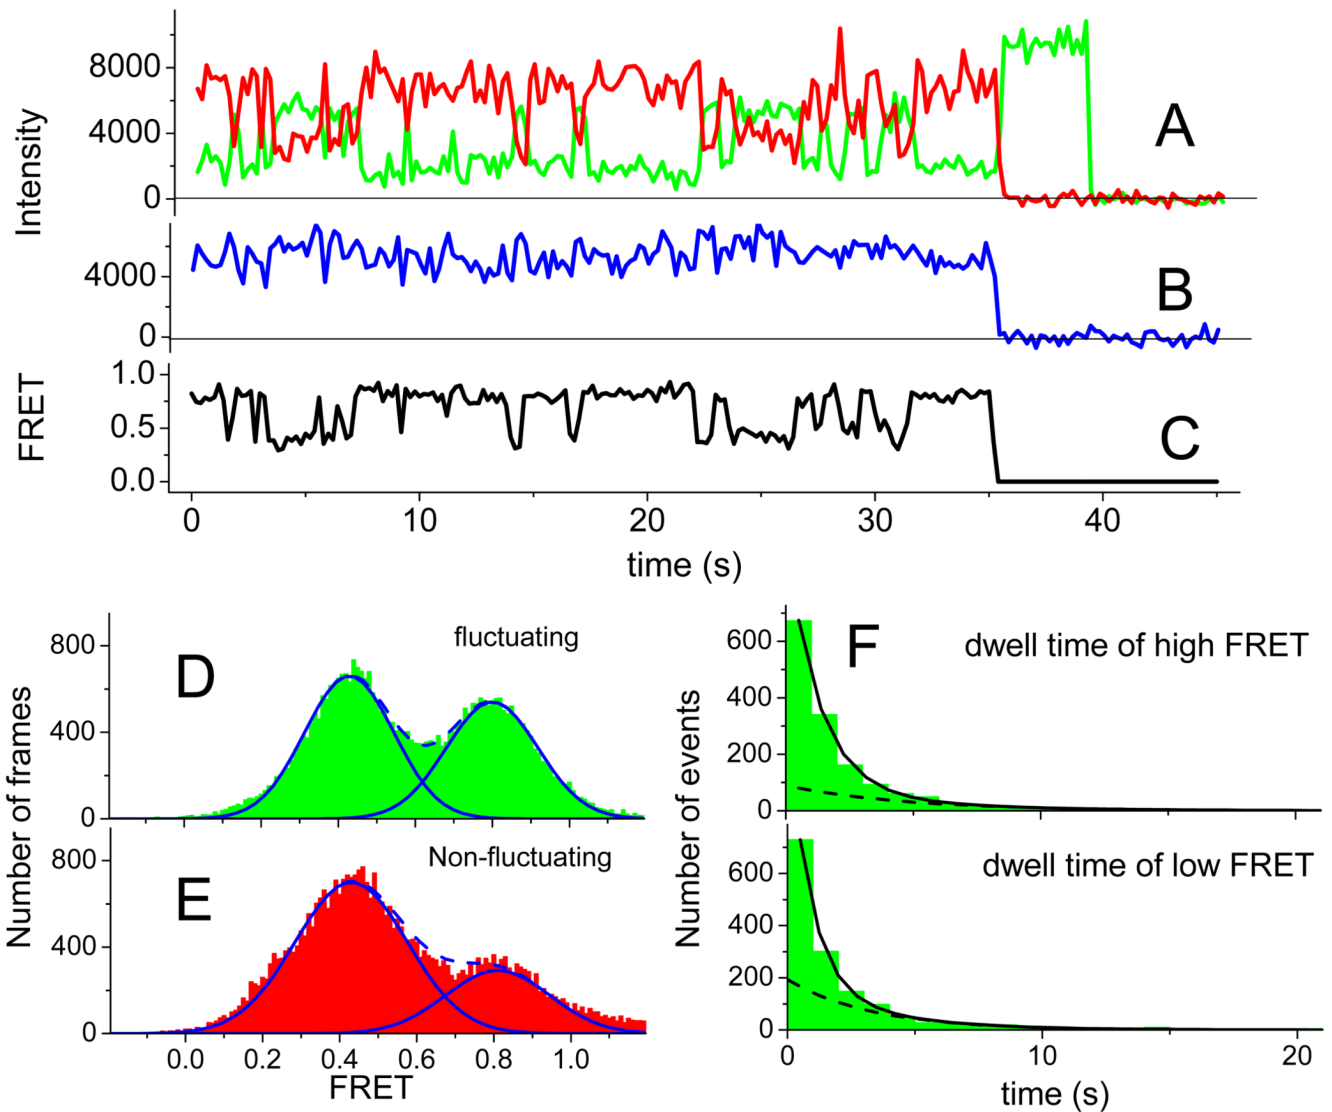 Intensity
8000
4000
0
A
4000
0
B
FRET
1.0
0.5
0.0
C
0 10 20 30 40
time (s)
Number of frames
800
400
0
D
fluctuating
800
400
0
E
Non-fluctuating
0.0 0.2 0.4 0.6 0.8 1.0
FRET
Number of events
600
400
200
0
F
dwell time of high FRET
600
400
200
0
dwell time of low FRET
0 10 20
time (s)